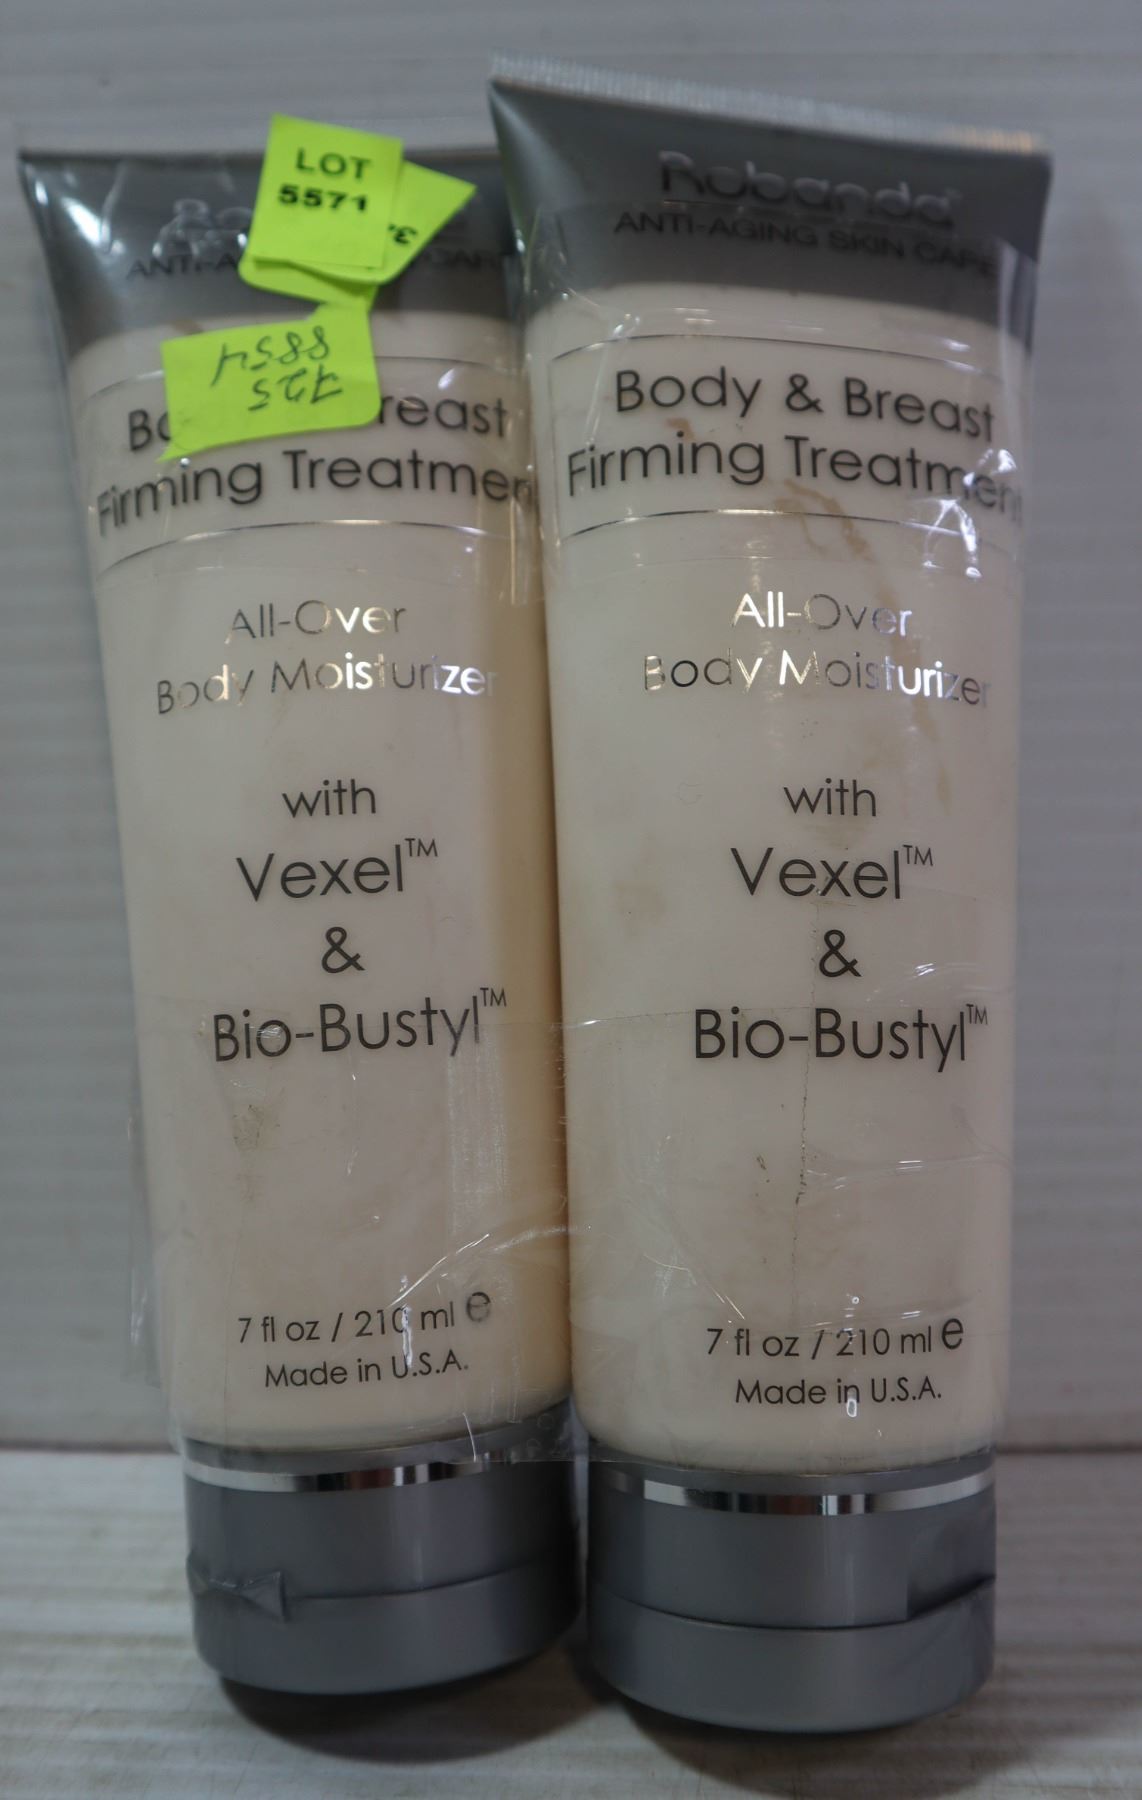 LOT
5571
Body & Breast
Firming Treatment
All-Over
Body Moisturizer
with
Vexel™
&
Bio-Bustyl™
7 fl oz / 210 ml e
Made in U.S.A.
Robanda
ANTI-AGING SKIN CARE
Body & Breast
Firming Treatment
All-Over
Body Moisturizer
with
Vexel™
&
Bio-Bustyl™
7 fl oz / 210 ml e
Made in U.S.A.